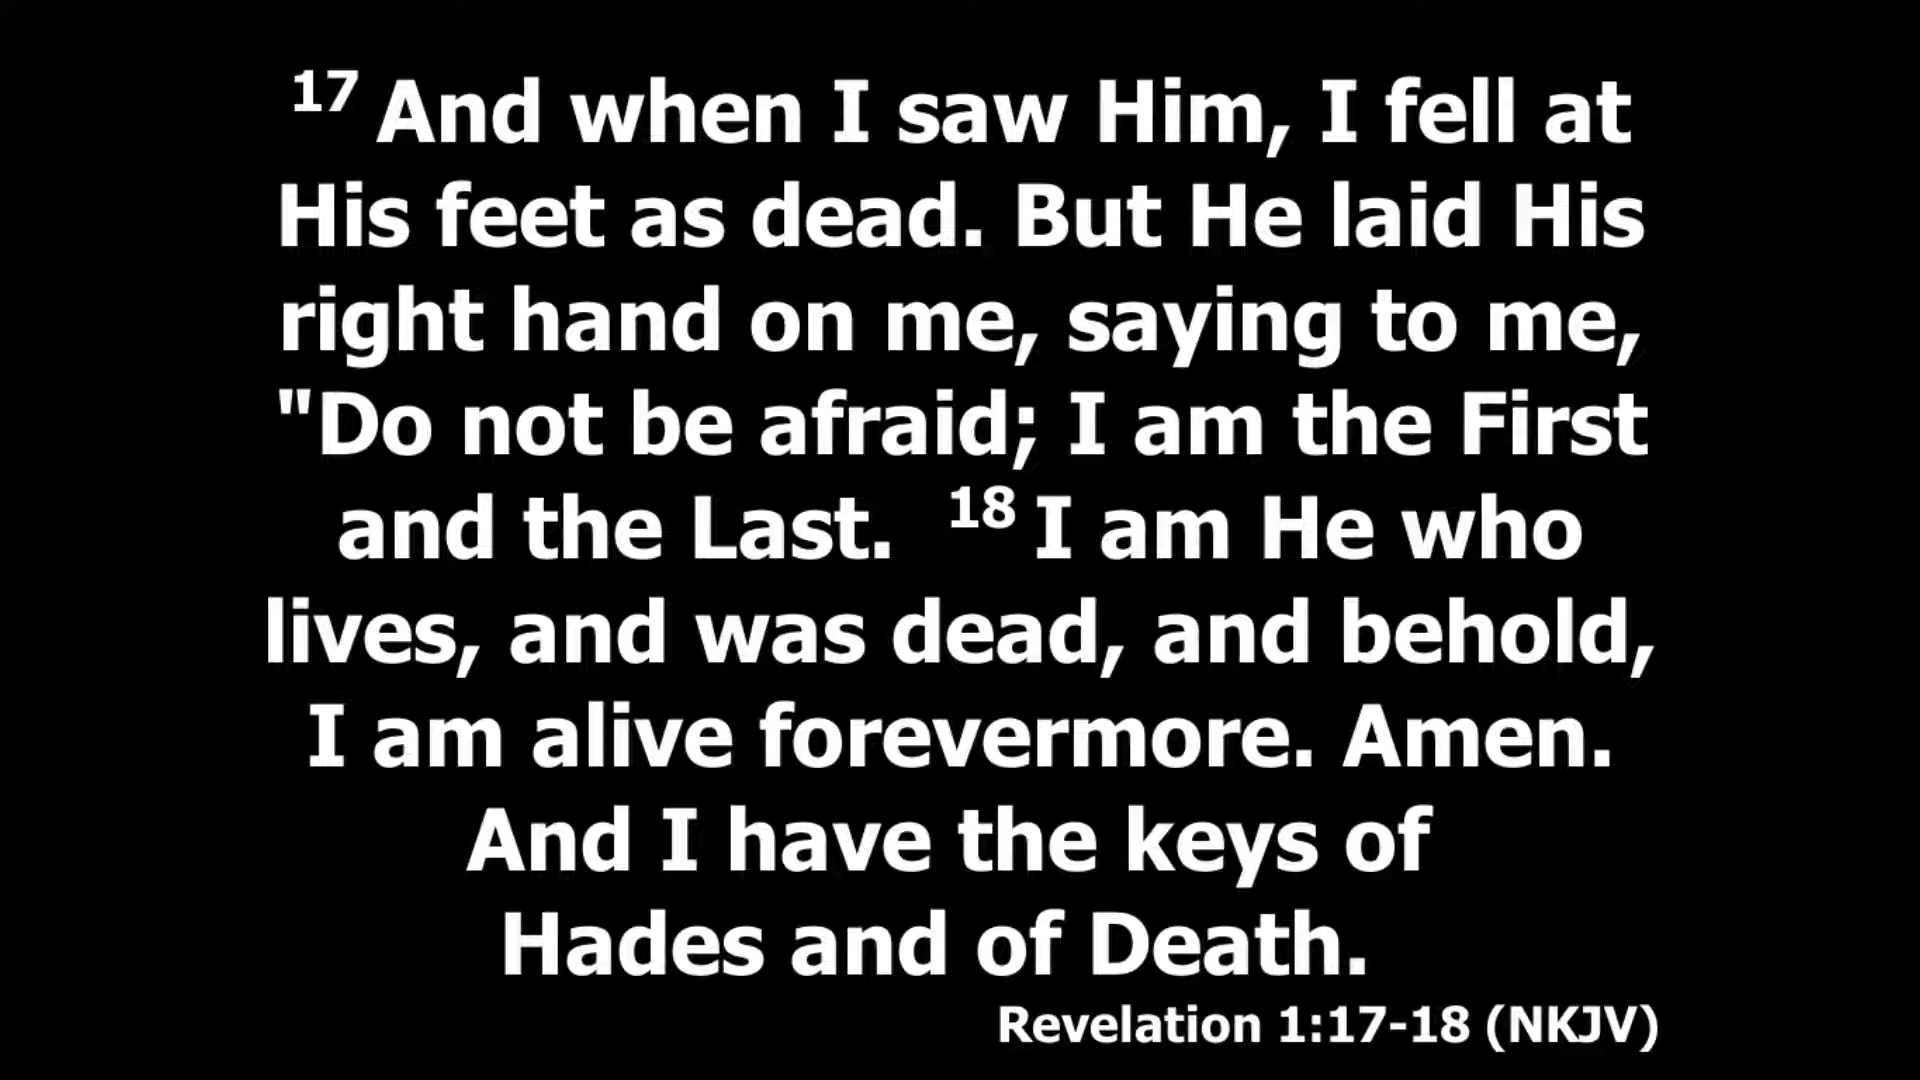 17 And when I saw Him, I fell at
His feet as dead. But He laid His
right hand on me, saying to me,
"Do not be afraid; I am the First
and the Last. 18 I am He who
lives, and was dead, and behold,
I am alive forevermore. Amen.
And I have the keys of
Hades and of Death.
Revelation 1:17-18 (NKJV)